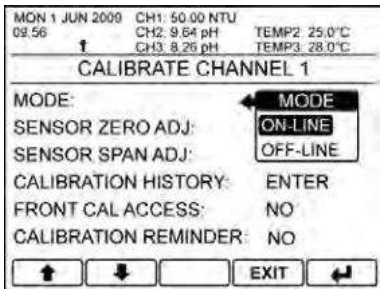 MON 1 JUN 2009 CH1: 50.00 NTU
09:56 CH2: 9.64 pH TEMP2: 25.0°C
CH3: 8.26 pH TEMP3: 28.0°C
CALIBRATE CHANNEL 1
MODE: MODE
SENSOR ZERO ADJ: ON-LINE
SENSOR SPAN ADJ: OFF-LINE
CALIBRATION HISTORY: ENTER
FRONT CAL ACCESS: NO
CALIBRATION REMINDER: NO
EXIT